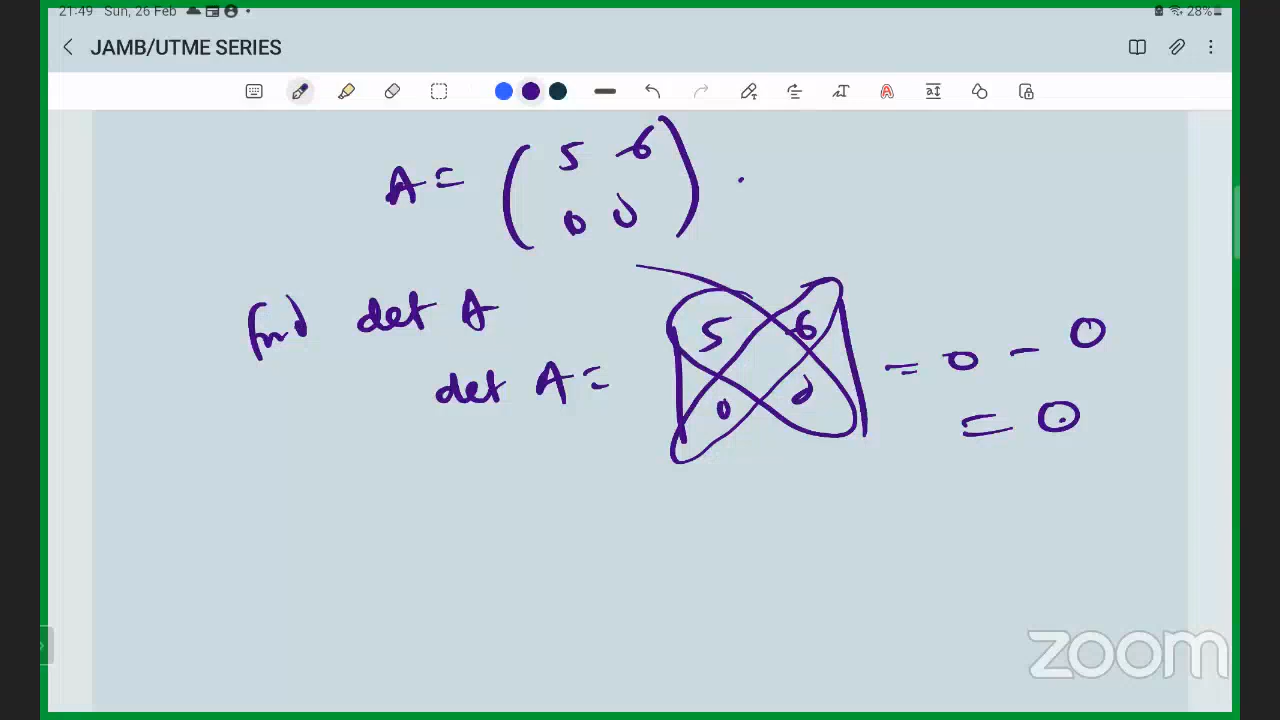 21:49 Sun, 26 Feb 28%
JAMB/UTME SERIES
A = ( 5 -6
0 0 )
find det A
det A = | 5 -6
0 0 | = 0 - 0
= 0
zoom